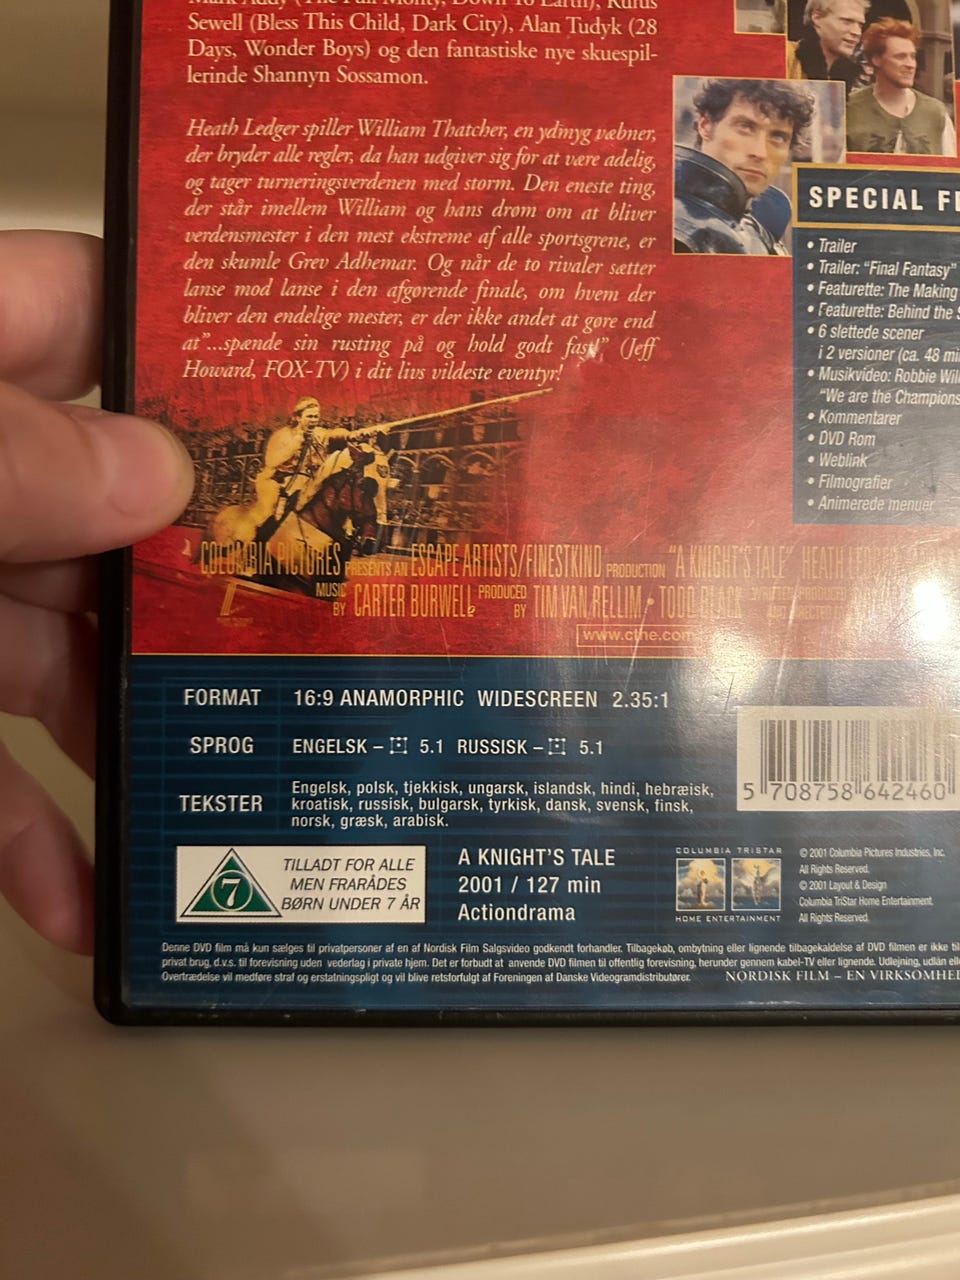 Mark Addy (The Full Monty, Down To Earth), Rufus
Sewell (Bless This Child, Dark City), Alan Tudyk (28
Days, Wonder Boys) og den fantastiske nye skuespil-
lerinde Shannyn Sossamon.
Heath Ledger spiller William Thatcher, en ydmyg væbner,
der bryder alle regler, da han udgiver sig for at være adelig,
og tager turneringsverdenen med storm. Den eneste ting,
der står imellem William og hans drøm om at bliver
verdensmester i den mest ekstreme af alle sportsgrene, er
den skumle Grev Adhemar. Og når de to rivaler sætter
lanse mod lanse i den afgørende finale, om hvem der
bliver den endelige mester, er der ikke andet at gøre end
at"...spænde sin rusting på og hold godt fast!" (Jeff
Howard, FOX-TV) i dit livs vildeste eventyr!
SPECIAL
• Trailer
• Trailer: "Final Fantasy"
• Featurette: The Making
• Featurette: Behind the
• 6 slettede scener
i 2 versioner (ca. 48
• Musikvideo: Robbie
"We are the Champions
• Kommentarer
• DVD Rom
• Weblink
• Filmografier
• Animerede menuer
COLUMBIA PICTURES PRESENTS AN ESCAPE ARTISTS/FINESTKIND PRODUCTION "A KNIGHT'S TALE" HEATH
MUSIC BY CARTER BURWELL PRODUCED BY TIM VAN RELLIM • TODD BLACK
www.cthe.com
FORMAT 16:9 ANAMORPHIC WIDESCREEN 2.35:1
SPROG ENGELSK – 5.1 RUSSISK – 5.1
TEKSTER Engelsk, polsk, tjekkisk, ungarsk, islandsk, hindi, hebræisk,
kroatisk, russisk, bulgarsk, tyrkisk, dansk, svensk, finsk,
norsk, græsk, arabisk.
5 708758 642460
7
TILLADT FOR ALLE
MEN FRARÅDES
BØRN UNDER 7 ÅR
A KNIGHT'S TALE
2001 / 127 min
Actiondrama
COLUMBIA TRISTAR
HOME ENTERTAINMENT
© 2001 Columbia Pictures Industries, Inc.
All Rights Reserved.
© 2001 Layout & Design
Columbia TriStar Home Entertainment.
All Rights Reserved.
Denne DVD film må kun sælges til privatpersoner af en af Nordisk Film Salgsvideo godkendt forhandler. Tilbagekøb, ombytning eller lignende tilbagekaldelse af DVD filmen er ikke
privat brug, d.v.s. til forevisning uden vederlag i private hjem. Det er forbudt at anvende DVD filmen til offentlig forevisning, herunder gennem kabel-TV eller lignende. Udlejning, udlån
Overtrædelse vil medføre straf og erstatningspligt og vil blive retsforfulgt af Foreningen af Danske Videogramdistributører.
NORDISK FILM – EN VIRKSOMHED